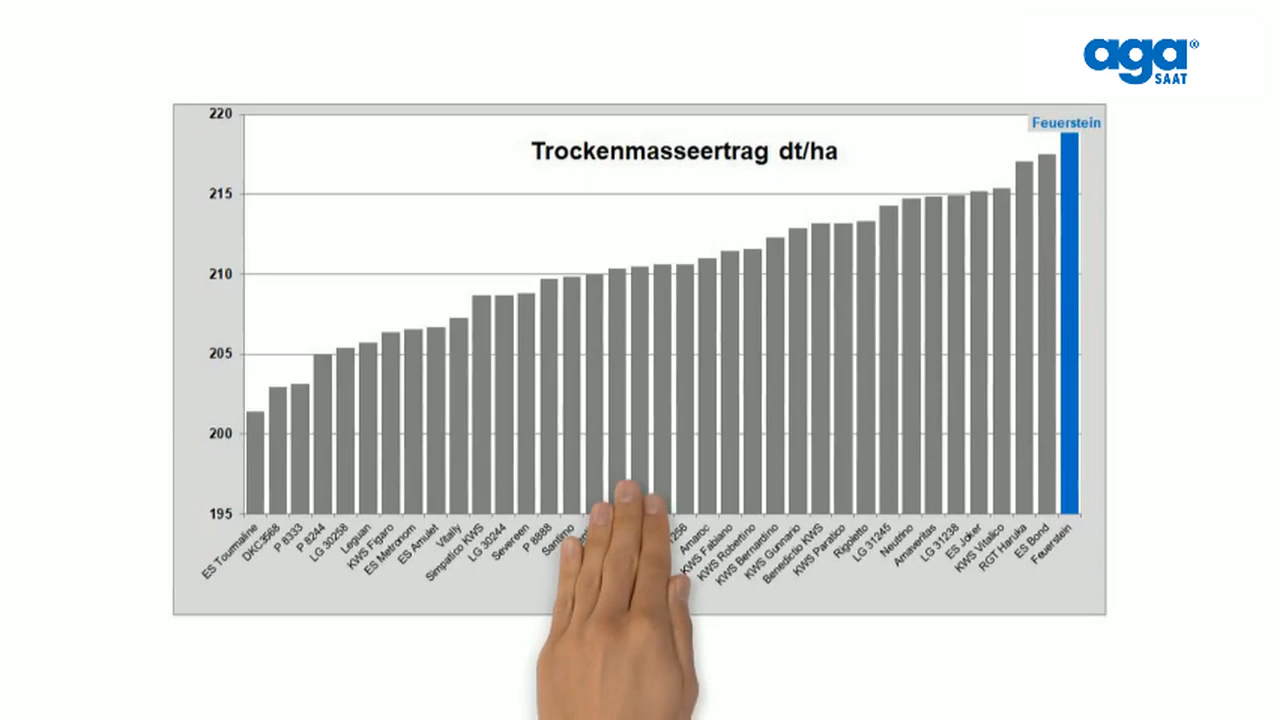 aga®
SAAT
220
Feuerstein
Trockenmasseertrag dt/ha
215
210
205
200
195
ES Tourmaline
DKC3568
P 8333
P 8244
LG 30258
Leguan
KWS Figaro
ES Metronom
ES Amulet
Vitally
Simpatico KWS
LG 30244
Severeen
P 8888
Santimo
Amaroc
KWS Fabiano
KWS Robertino
KWS Bernardino
KWS Gunnario
Benedictio KWS
KWS Paratico
Rigoletto
LG 31245
Neutrino
Amaveritas
LG 31238
ES Joker
KWS Vitalico
RGT Haruka
ES Bond
Feuerstein